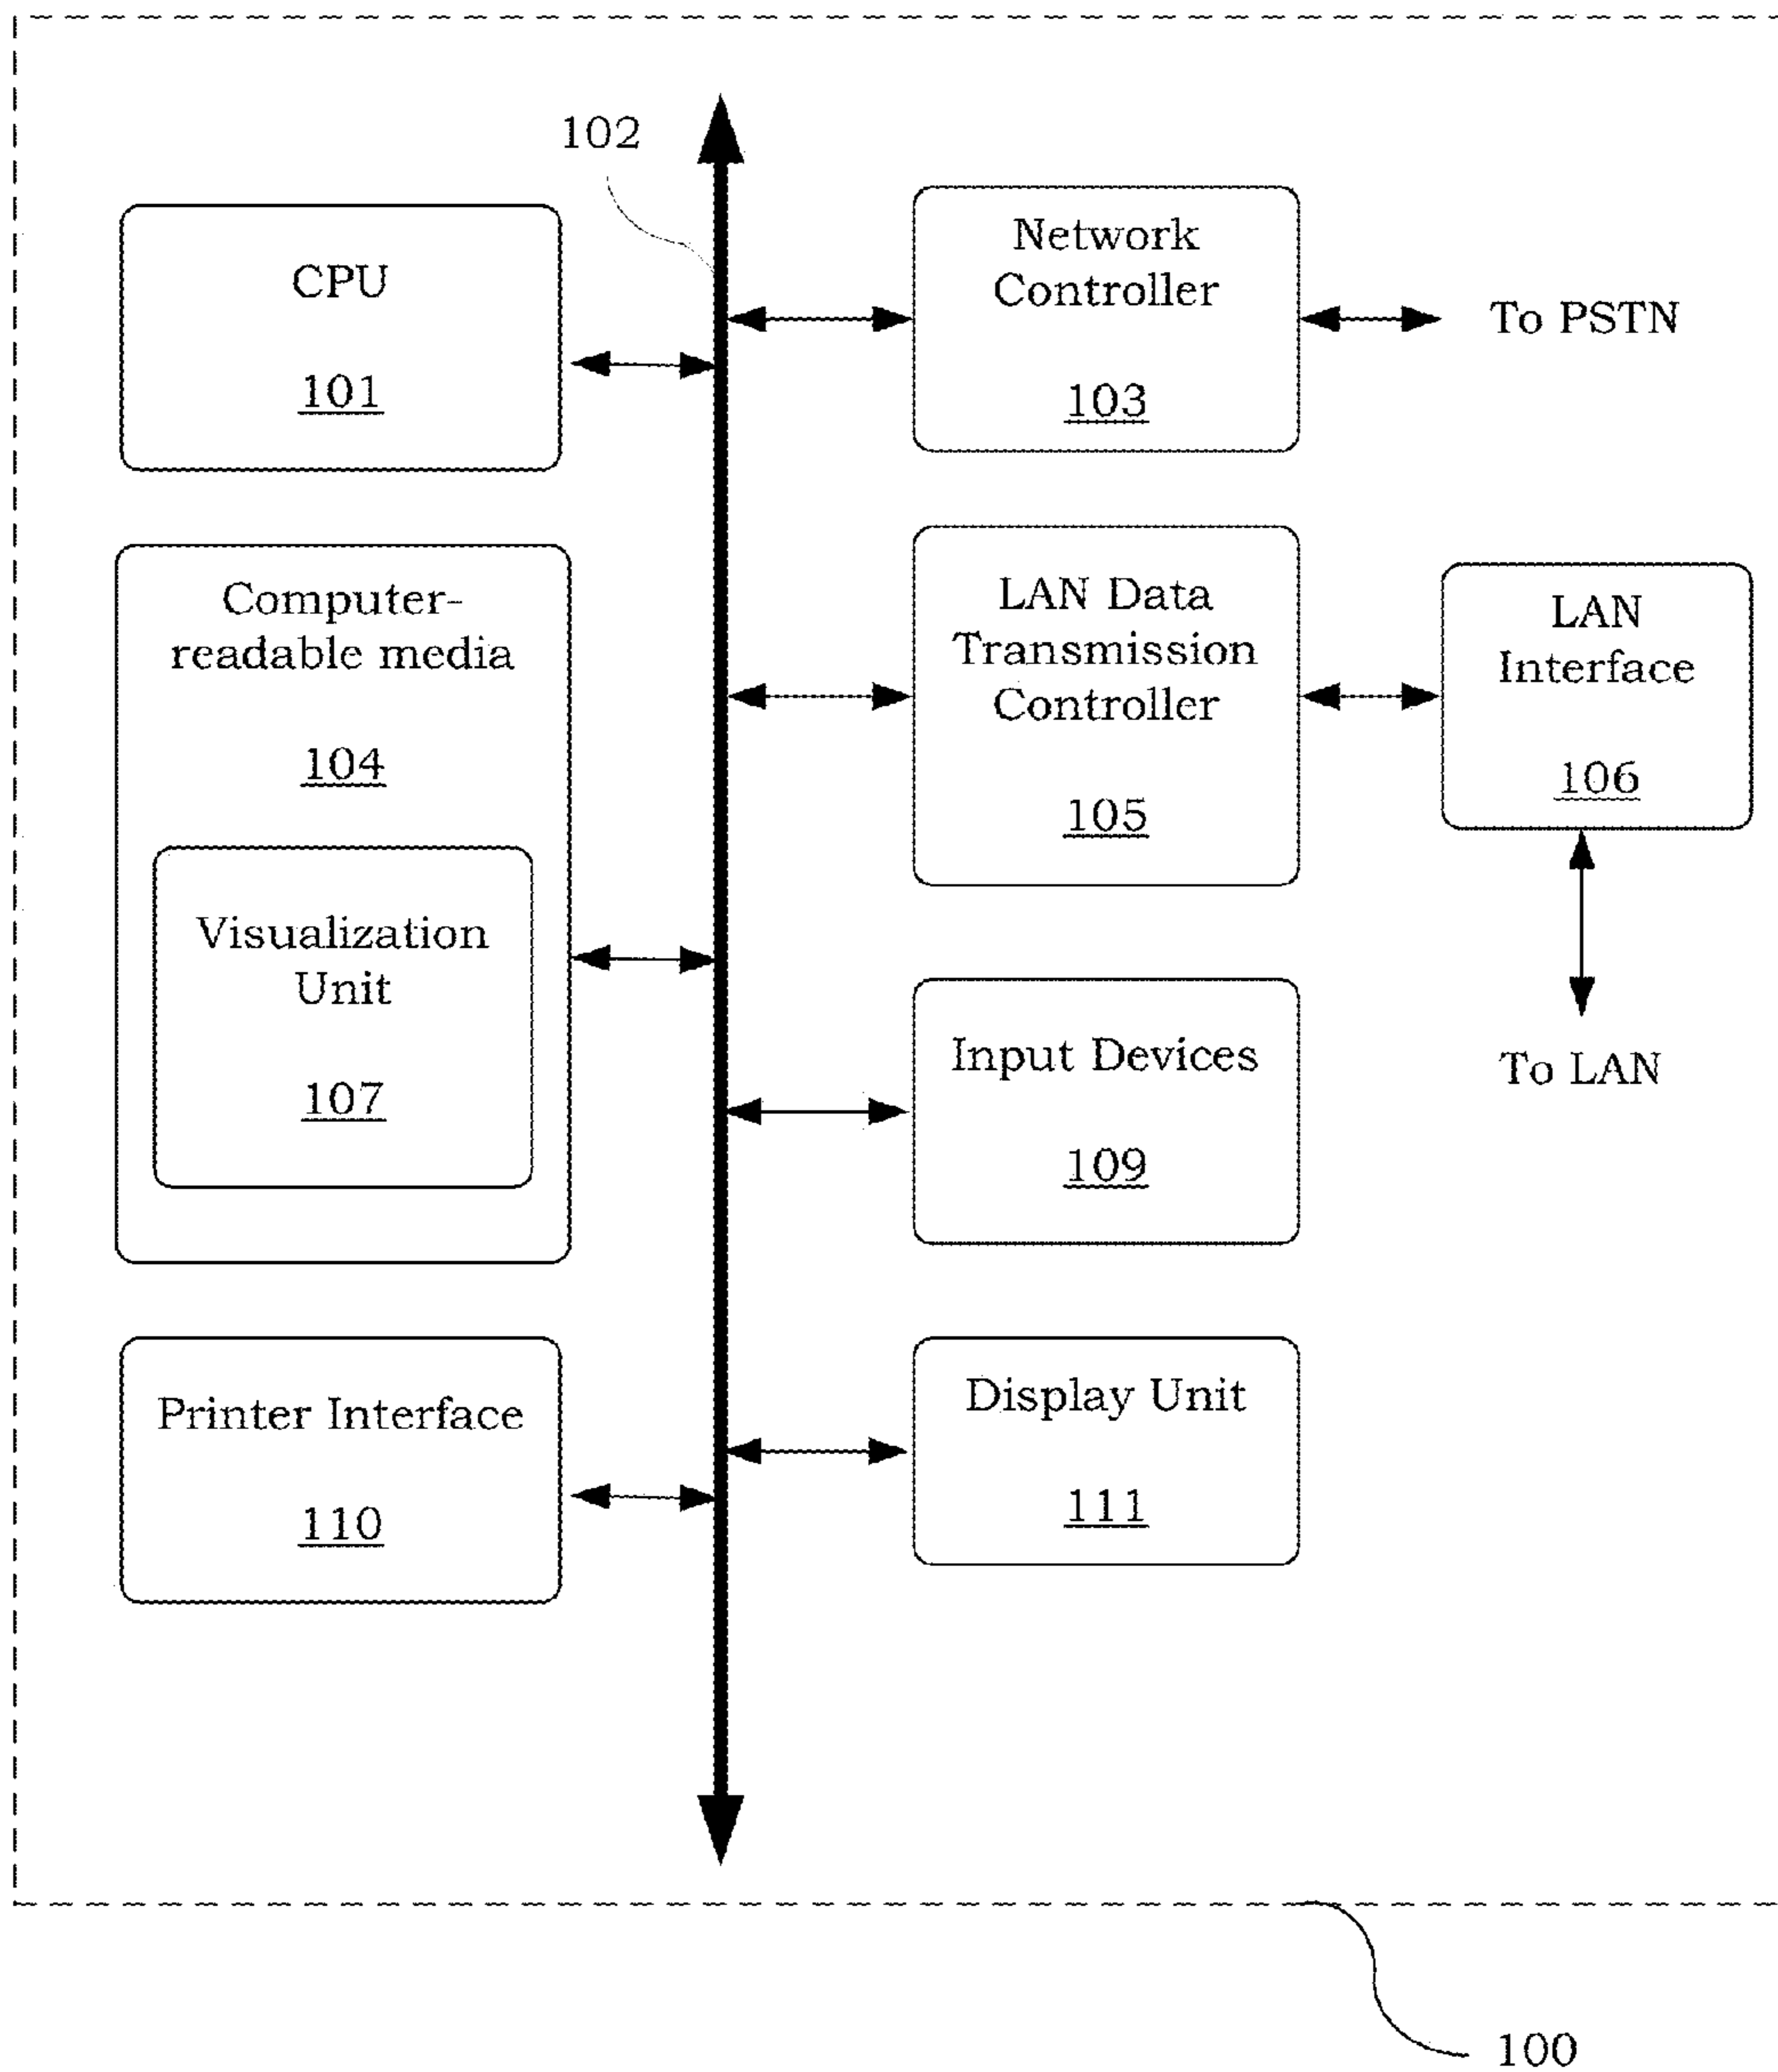 102
CPU
101
Network
Controller
103
To PSTN
Computer-
readable media
104
LAN Data
Transmission
Controller
105
LAN
Interface
106
To LAN
Visualization
Unit
107
Input Devices
109
Printer Interface
110
Display Unit
111
100